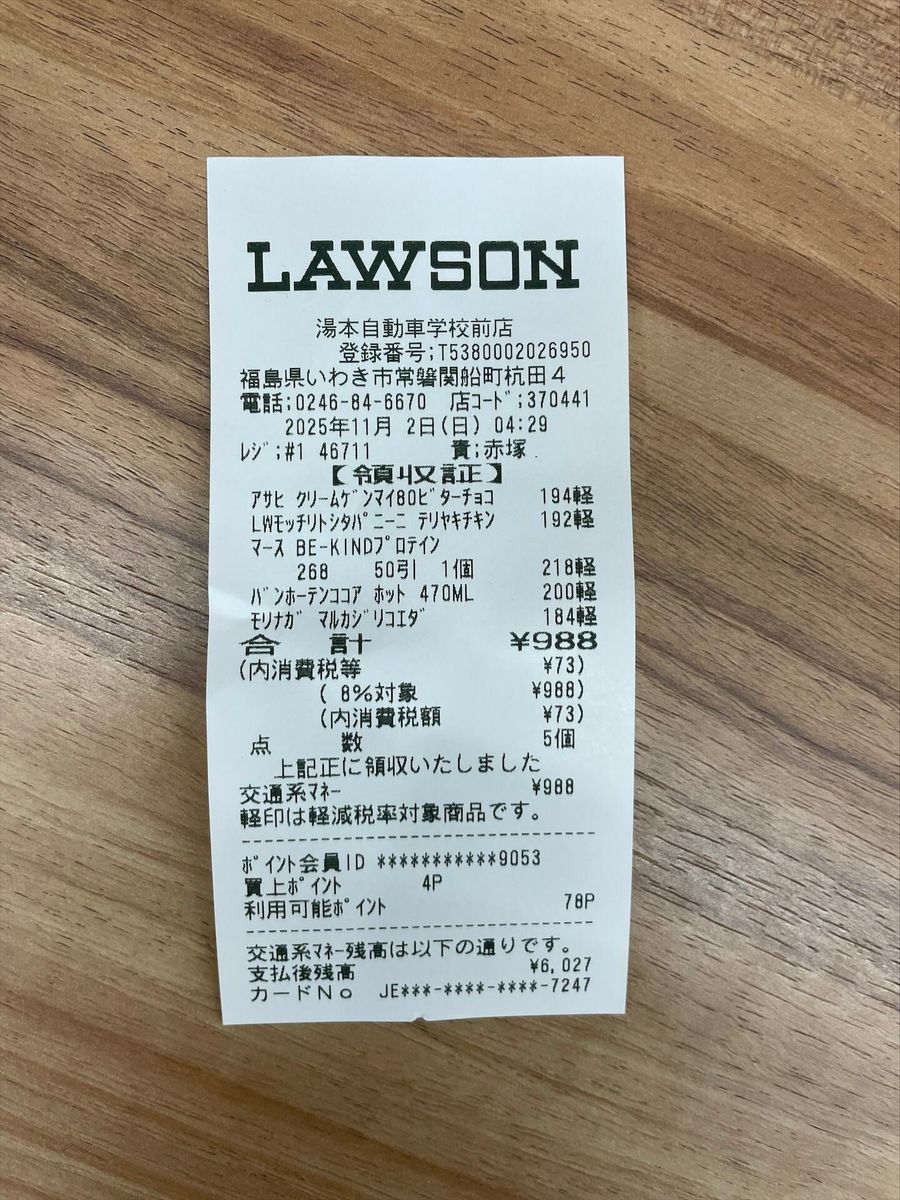 LAWSON
湯本自動車学校前店
登録番号;T5380002026950
福島県いわき市常磐関船町杭田4
電話;0246-84-6670 店コード;370441
2025年11月 2日(日) 04:29
レジ;#1 46711 責;赤塚
【領収証】
アサヒ クリームゲンマイ80ビターチョコ 194軽
LWモッチリトシタパニーニ テリヤキチキン 192軽
マース BE-KINDプロテイン
268 50引 1個 218軽
バンホーテンココア ホット 470ML 200軽
モリナガ マルカジリコエダ 184軽
合 計 ¥988
(内消費税等 ¥73)
( 8%対象 ¥988)
(内消費税額 ¥73)
点 数 5個
上記正に領収いたしました
交通系マネー ¥988
軽印は軽減税率対象商品です。
ポイント会員ID ***********9053
買上ポイント 4P
利用可能ポイント 78P
交通系マネー残高は以下の通りです。
支払後残高 ¥6,027
カードNo JE***-****-****-7247